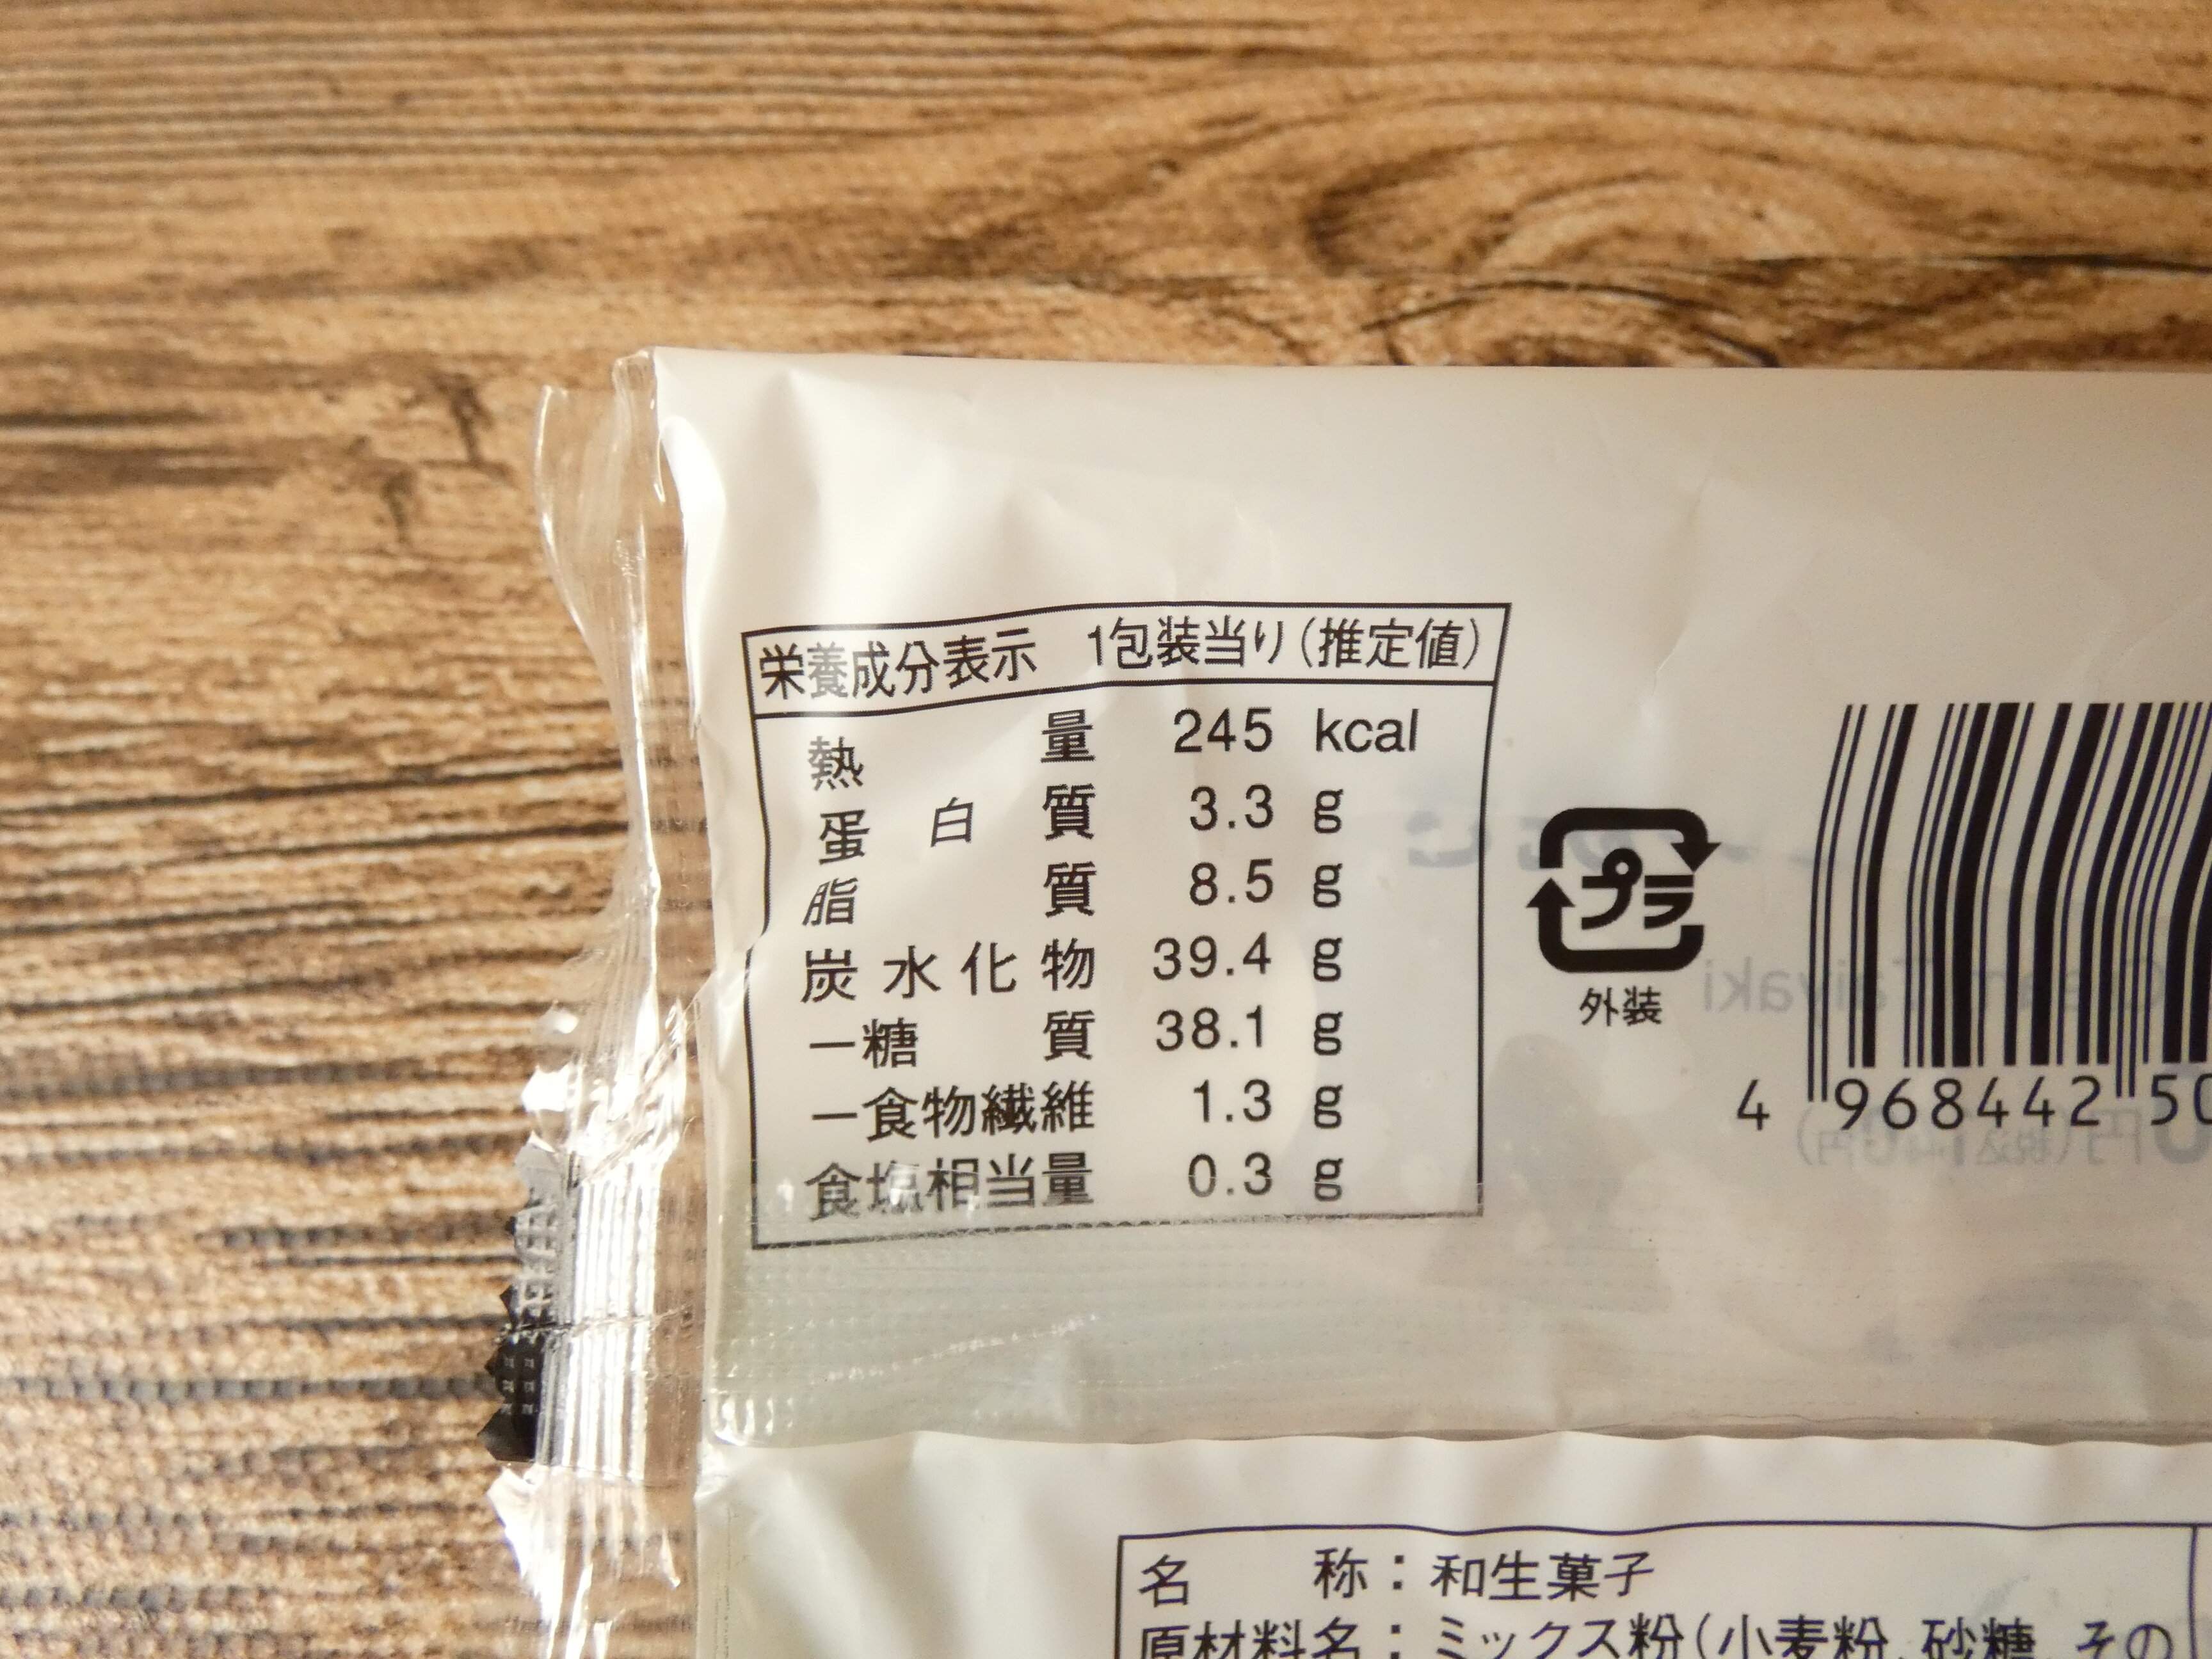 栄養成分表示 1包装当り(推定値)
熱量 245 kcal
蛋白質 3.3 g
脂質 8.5 g
炭水化物 39.4 g
ー糖質 38.1 g
ー食物繊維 1.3 g
食塩相当量 0.3 g
プラ
外装
4 968442 50
名称:和生菓子
原材料名:ミックス粉(小麦粉、砂糖、その